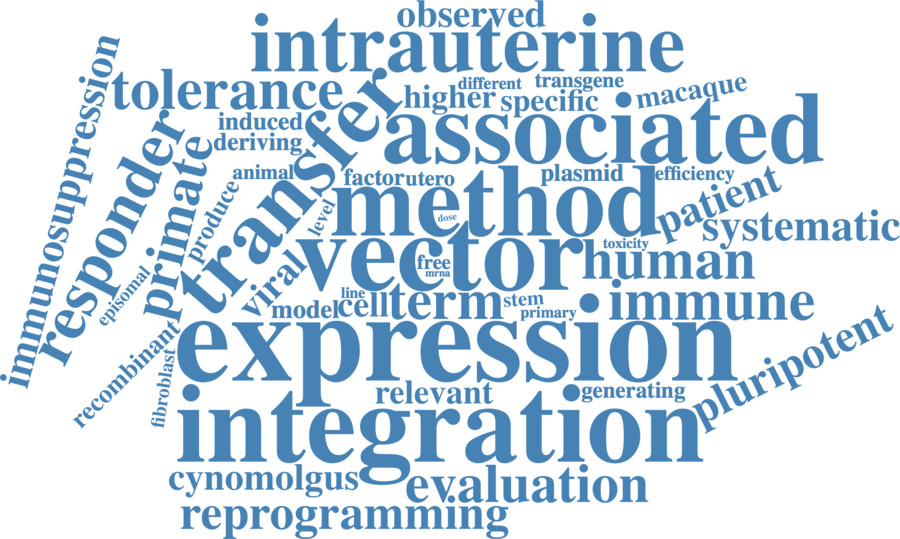 observed
intrauterine
tolerance
different
transgene
higher
specific
macaque
immunosuppression
induced
deriving
transfer
associated
responder
primate
animal
factor
utero
plasmid
efficiency
produce
level
method
dose
patient
systematic
vector
toxicity
human
free
mrna
viral
episomal
model
line
cell
term
stem
primary
immune
expression
recombinant
fibroblast
relevant
generating
pluripotent
integration
cynomolgus
evaluation
reprogramming